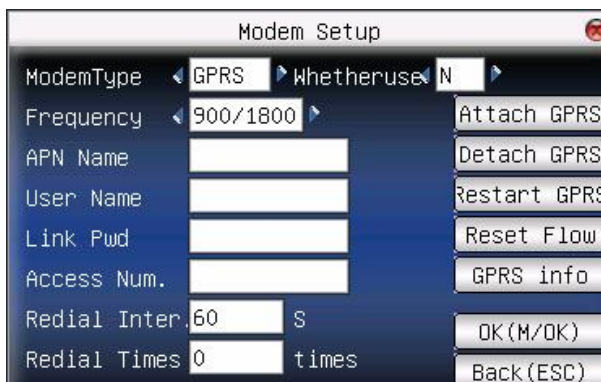 Modem Setup
ModemType GPRS Whetheruse N
Frequency 900/1800 Attach GPRS
APN Name Detach GPRS
User Name Restart GPRS
Link Pwd Reset Flow
Access Num. GPRS info
Redial Inter. 60 S OK(M/OK)
Redial Times 0 times Back(ESC)